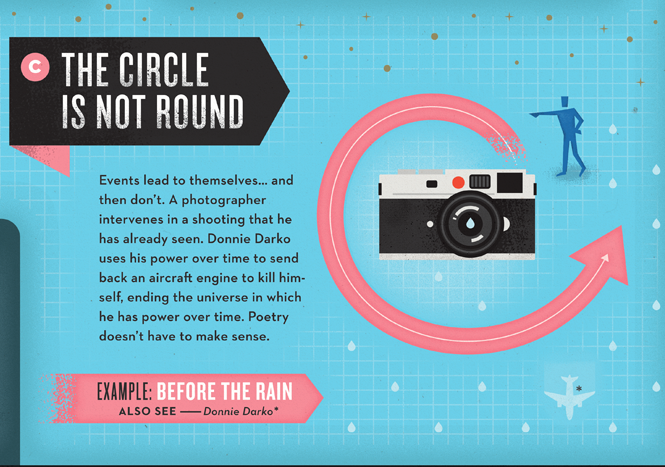 C
THE CIRCLE
IS NOT ROUND
Events lead to themselves... and
then don't. A photographer
intervenes in a shooting that he
has already seen. Donnie Darko
uses his power over time to send
back an aircraft engine to kill him-
self, ending the universe in which
he has power over time. Poetry
doesn't have to make sense.
EXAMPLE: BEFORE THE RAIN
ALSO SEE — Donnie Darko*
*